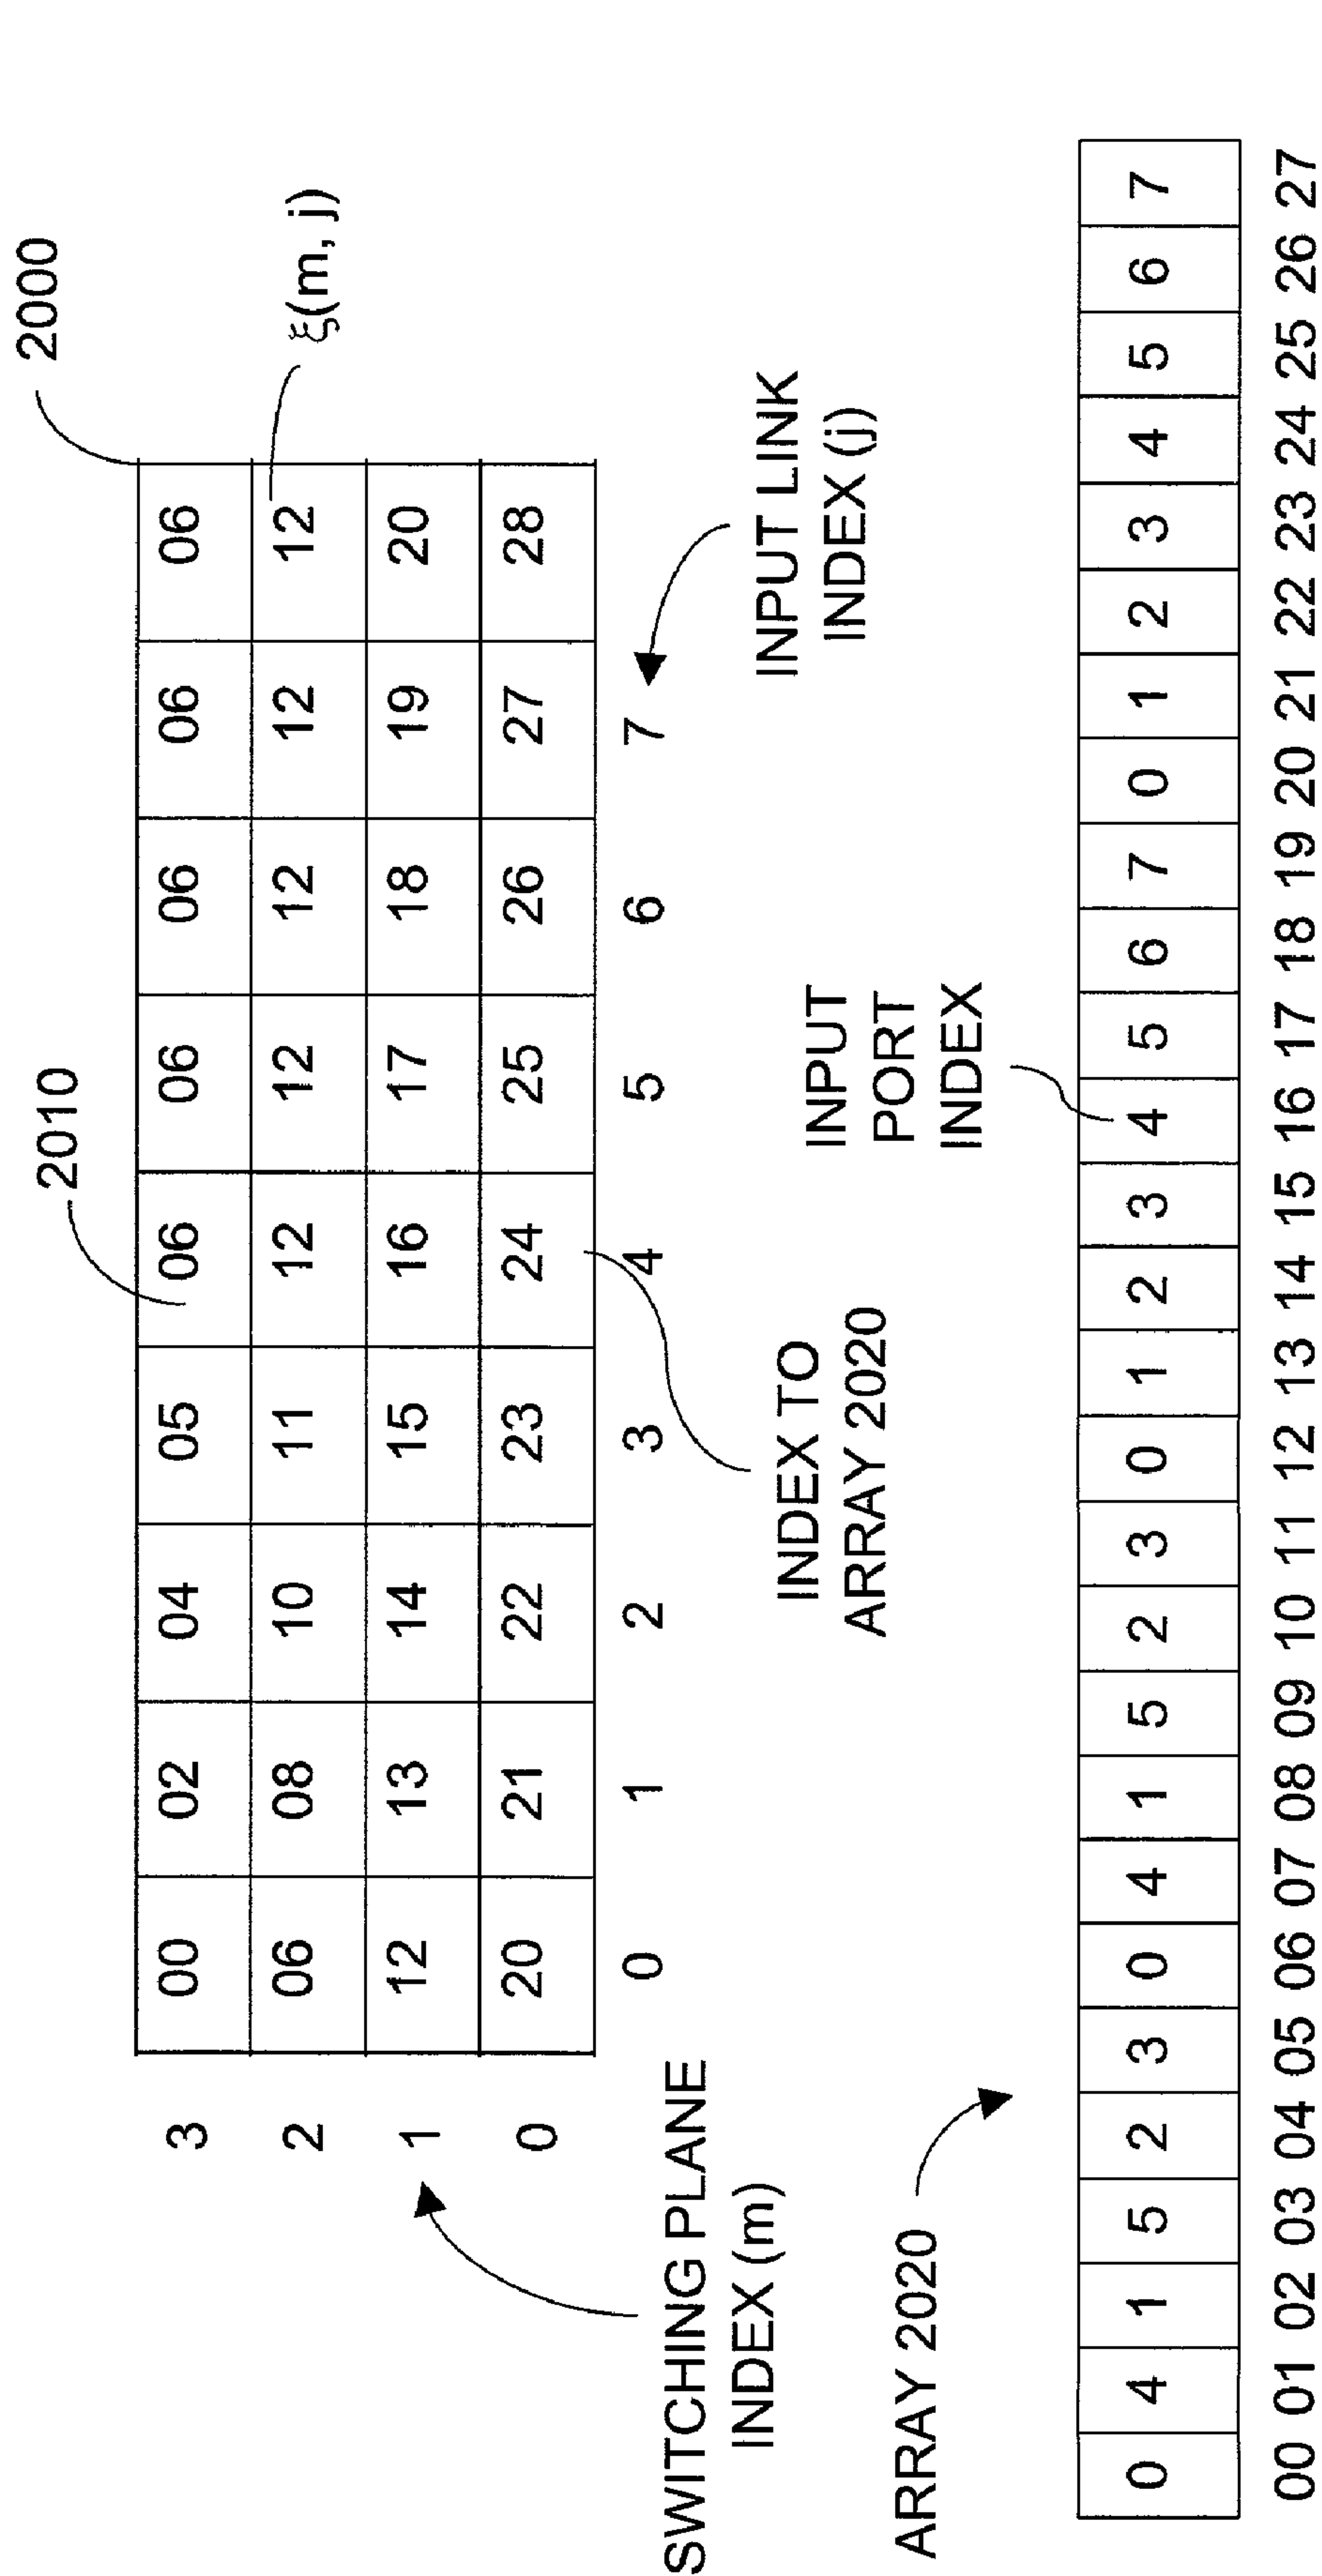 2000
2010
3 00 02 04 05 06 06 06 06 06
ξ(m, j)
2 06 08 10 11 12 12 12 12 12
1 12 13 14 15 16 17 18 19 20
0 20 21 22 23 24 25 26 27 28
0 1 2 3 4 5 6 7
SWITCHING PLANE
INDEX (m)
INDEX TO
ARRAY 2020
INPUT LINK
INDEX (j)
INPUT
PORT
INDEX
ARRAY 2020
0 4 1 5 2 3 0 4 1 5 2 3 0 1 2 3 4 5 6 7 0 1 2 3 4 5 6 7
00 01 02 03 04 05 06 07 08 09 10 11 12 13 14 15 16 17 18 19 20 21 22 23 24 25 26 27